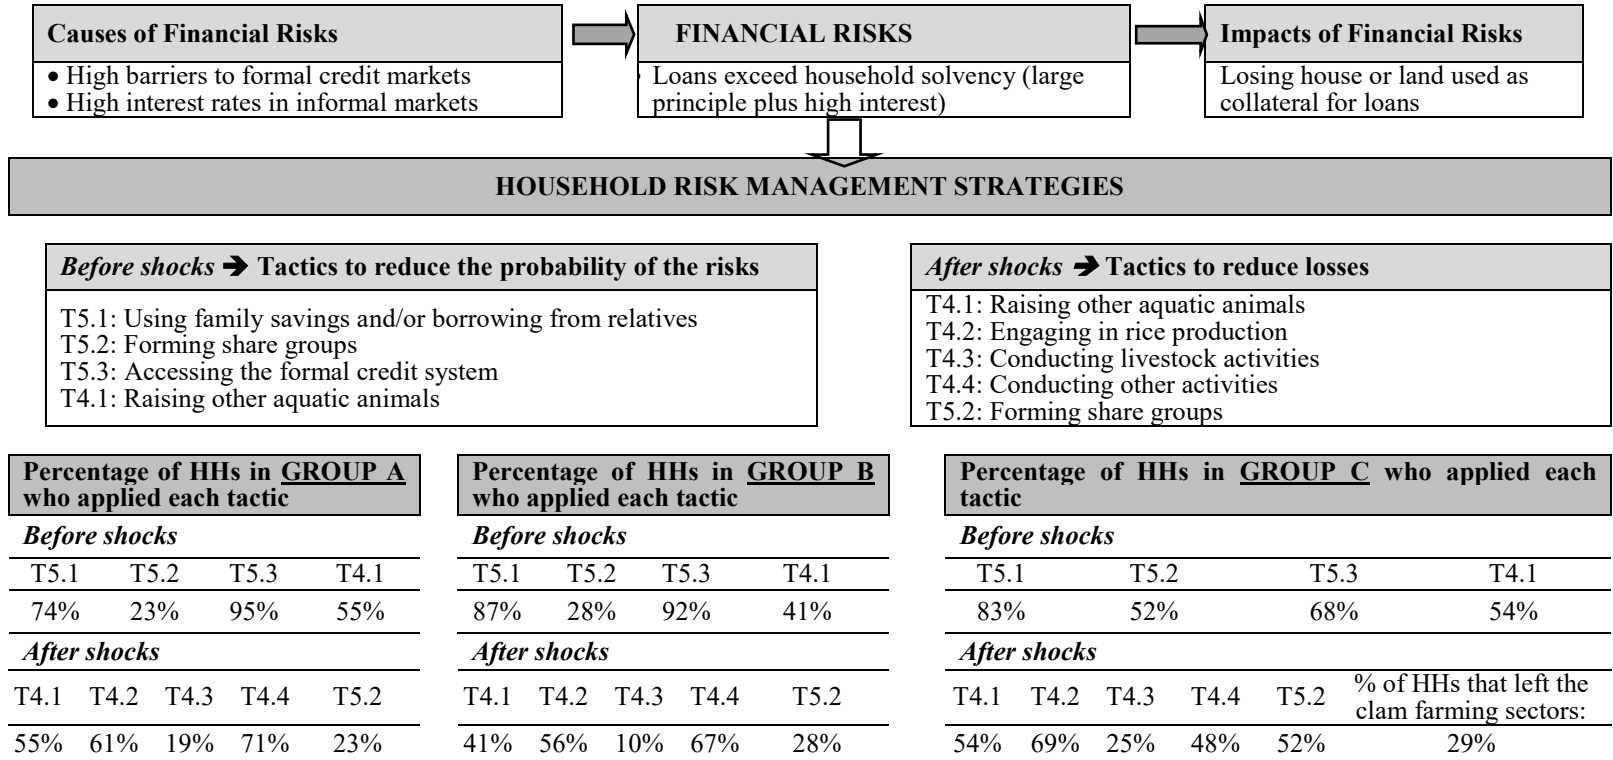 Causes of Financial Risks
• High barriers to formal credit markets
• High interest rates in informal markets
FINANCIAL RISKS
• Loans exceed household solvency (large
principle plus high interest)
Impacts of Financial Risks
Losing house or land used as
collateral for loans
HOUSEHOLD RISK MANAGEMENT STRATEGIES
Before shocks ➔ Tactics to reduce the probability of the risks
T5.1: Using family savings and/or borrowing from relatives
T5.2: Forming share groups
T5.3: Accessing the formal credit system
T4.1: Raising other aquatic animals
After shocks ➔ Tactics to reduce losses
T4.1: Raising other aquatic animals
T4.2: Engaging in rice production
T4.3: Conducting livestock activities
T4.4: Conducting other activities
T5.2: Forming share groups
Percentage of HHs in GROUP A
who applied each tactic
Before shocks
T5.1 T5.2 T5.3 T4.1
74% 23% 95% 55%
After shocks
T4.1 T4.2 T4.3 T4.4 T5.2
55% 61% 19% 71% 23%
Percentage of HHs in GROUP B
who applied each tactic
Before shocks
T5.1 T5.2 T5.3 T4.1
87% 28% 92% 41%
After shocks
T4.1 T4.2 T4.3 T4.4 T5.2
41% 56% 10% 67% 28%
Percentage of HHs in GROUP C who applied each
tactic
Before shocks
T5.1 T5.2 T5.3 T4.1
83% 52% 68% 54%
After shocks
T4.1 T4.2 T4.3 T4.4 T5.2 % of HHs that left the
clam farming sectors:
54% 69% 25% 48% 52% 29%